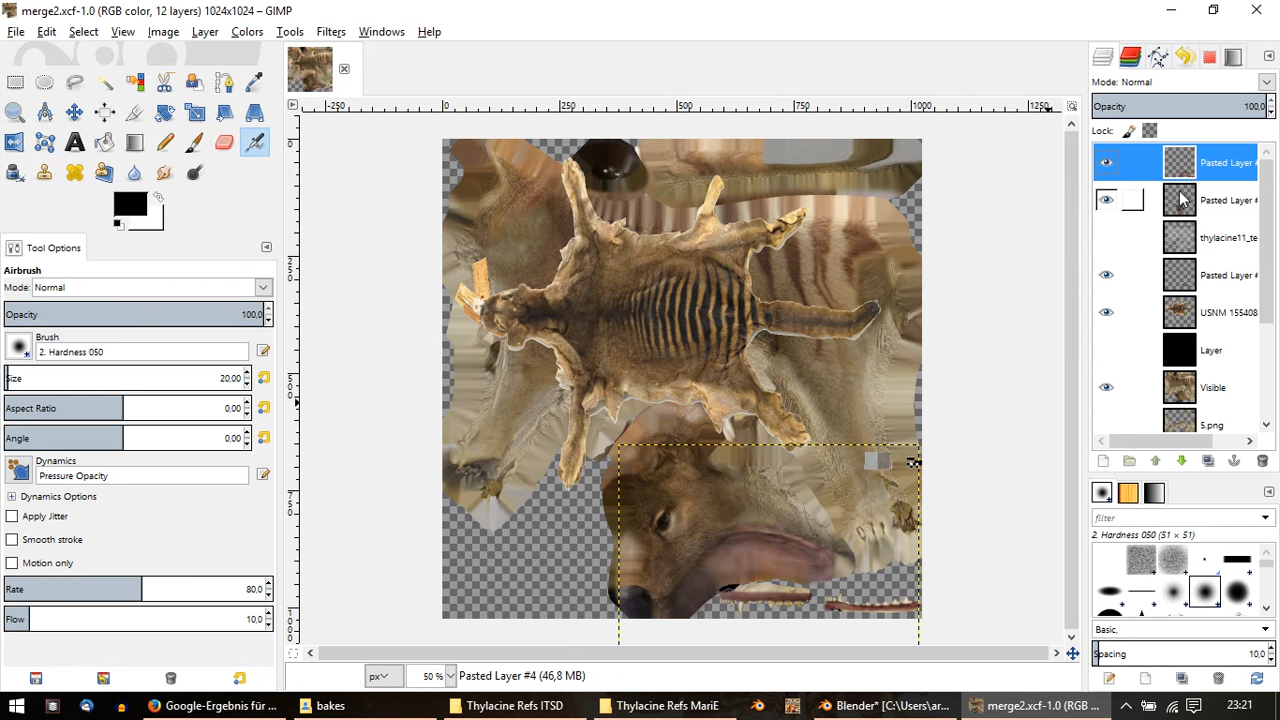 merge2.xcf-1.0 (RGB color, 12 layers) 1024x1024 – GIMP
File Edit Select View Image Layer Colors Tools Filters Windows Help
Mode: Normal
Opacity 100,0
Lock:
-250 0 250 500 750 1000 1250
0
250
500
750
1000
Pasted Layer #
Pasted Layer #
thylacine11_te
Pasted Layer #
USNM 155408
Layer
Visible
5.png
Tool Options
Airbrush
Mode: Normal
Opacity 100,0
Brush
2. Hardness 050
Size 20,00
Aspect Ratio 0,00
Angle 0,00
Dynamics
Pressure Opacity
Dynamics Options
Apply Jitter
Smooth stroke
Motion only
Rate 80,0
Flow 10,0
filter
2. Hardness 050 (51 × 51)
Basic,
Spacing 10,0
px 50 % Pasted Layer #4 (46,8 MB)
Google-Ergebnis für ... bakes Thylacine Refs ITSD Thylacine Refs MariE Blender* [C:\Users\ar... merge2.xcf-1.0 (RGB ... 23:21